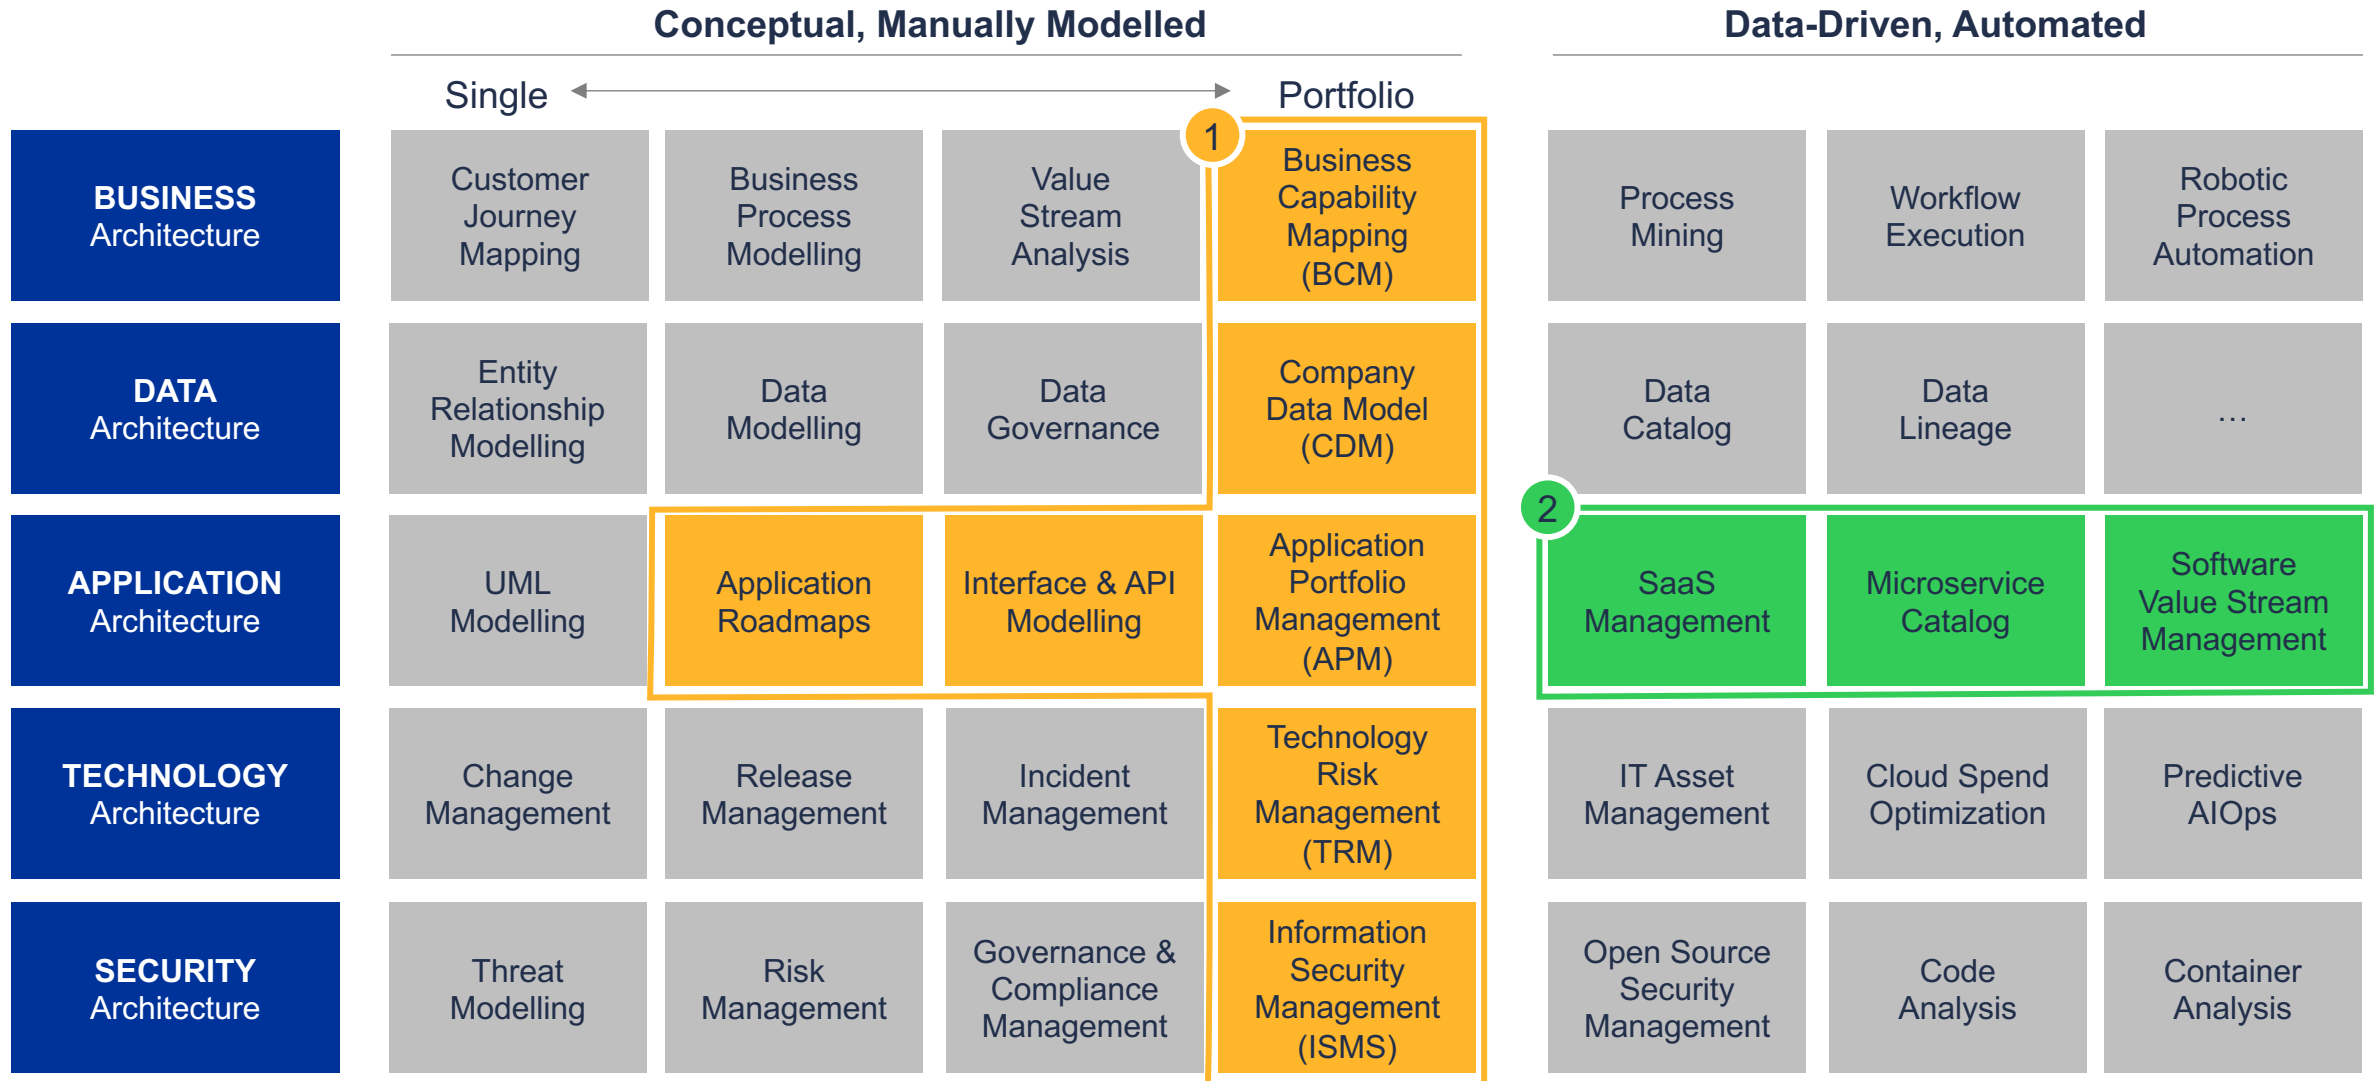 Conceptual, Manually Modelled
Data-Driven, Automated
Single
Portfolio
1
BUSINESS
Architecture
Customer
Journey
Mapping
Business
Process
Modelling
Value
Stream
Analysis
Business
Capability
Mapping
(BCM)
Process
Mining
Workflow
Execution
Robotic
Process
Automation
DATA
Architecture
Entity
Relationship
Modelling
Data
Modelling
Data
Governance
Company
Data Model
(CDM)
Data
Catalog
Data
Lineage
...
2
APPLICATION
Architecture
UML
Modelling
Application
Roadmaps
Interface & API
Modelling
Application
Portfolio
Management
(APM)
SaaS
Management
Microservice
Catalog
Software
Value Stream
Management
TECHNOLOGY
Architecture
Change
Management
Release
Management
Incident
Management
Technology
Risk
Management
(TRM)
IT Asset
Management
Cloud Spend
Optimization
Predictive
AIOps
SECURITY
Architecture
Threat
Modelling
Risk
Management
Governance &
Compliance
Management
Information
Security
Management
(ISMS)
Open Source
Security
Management
Code
Analysis
Container
Analysis